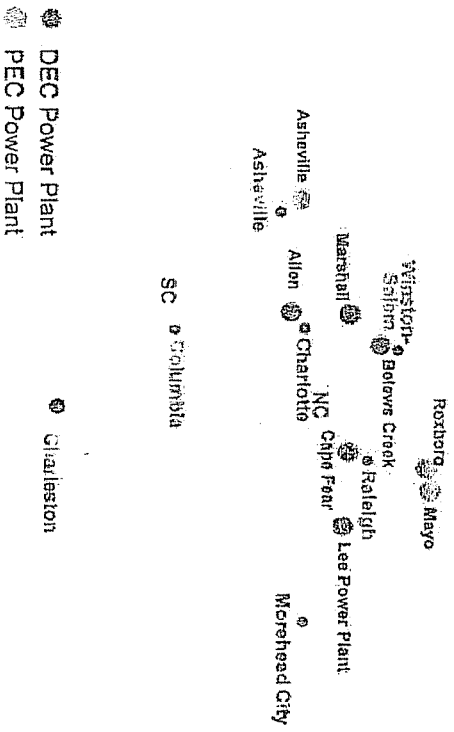 Roxboro
Mayo
Winston-
Salem
Belews Creek
Raleigh
Marshall
Lee Power Plant
Cape Fear
NC
Asheville
Charlotte
Allen
Morehead City
Asheville
Columbia
SC
Charleston
DEC Power Plant
PEC Power Plant